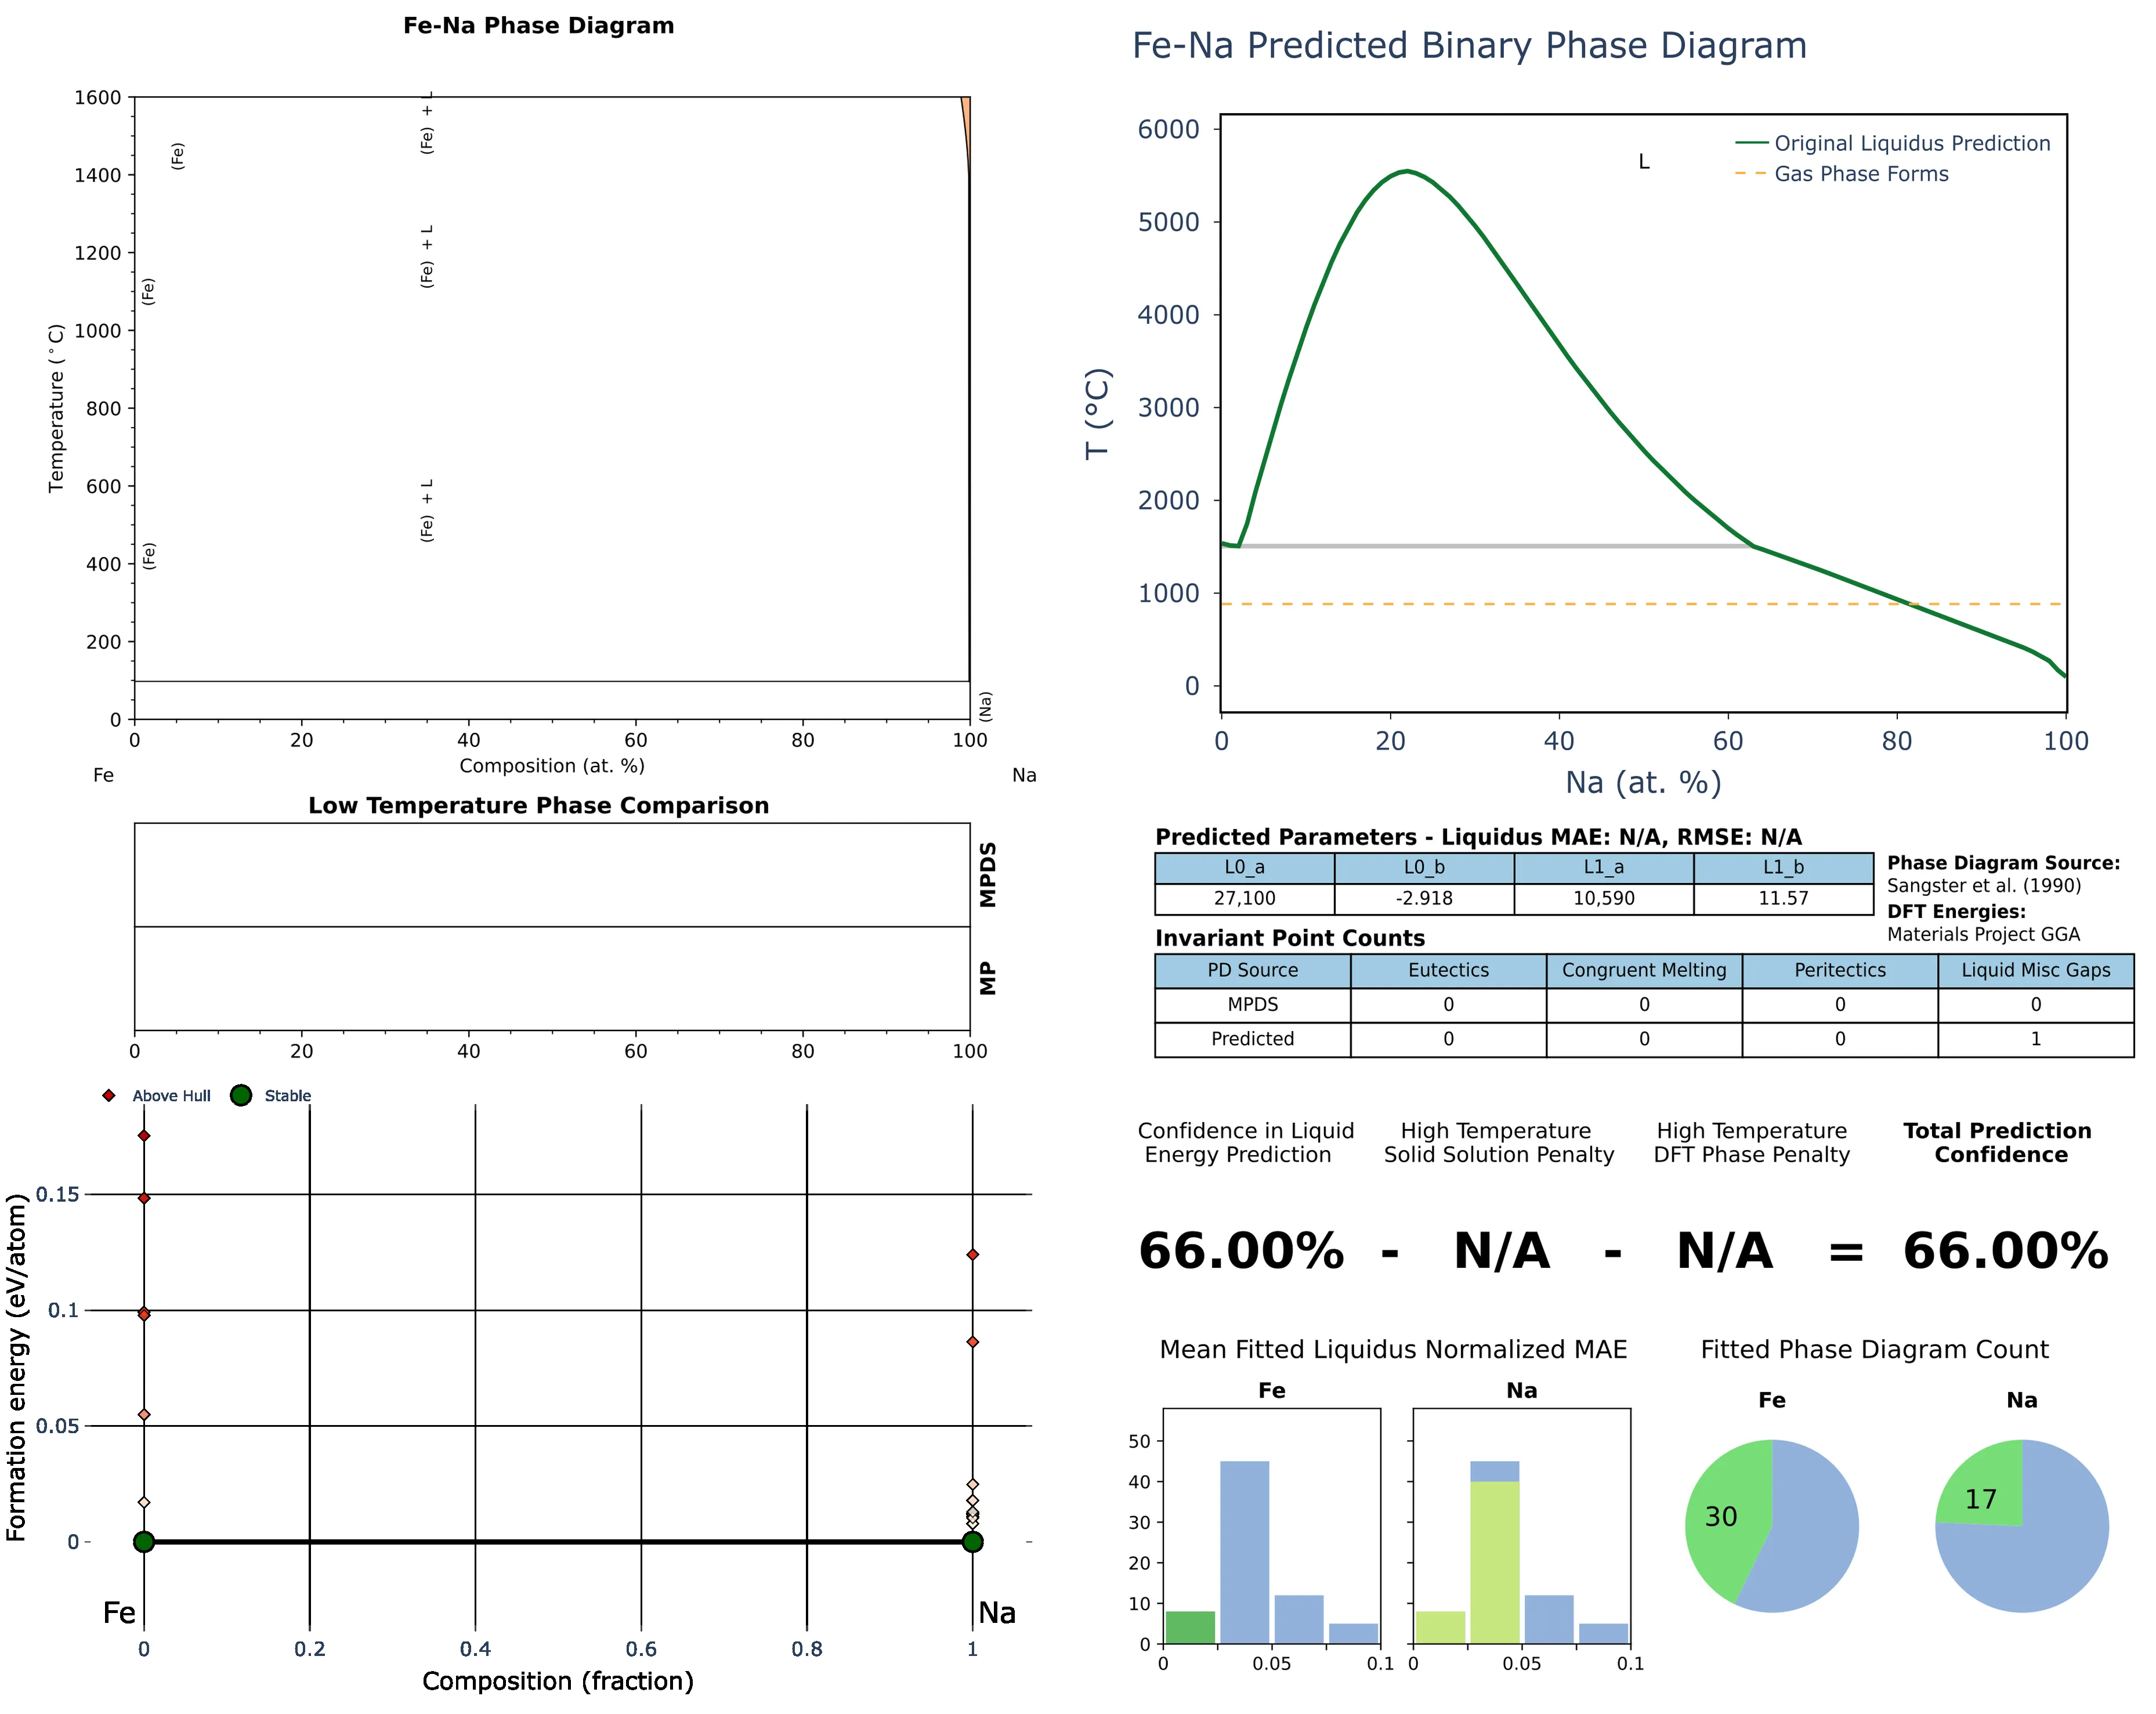 Fe-Na Phase Diagram
1600
1400
1200
1000
800
600
400
200
0
Temperature (°C)
(Fe)
(Fe)
(Fe)
(Fe) + L
(Fe) + L
(Fe) + L
(Na)
0 20 40 60 80 100
Composition (at. %)
Fe Na
Low Temperature Phase Comparison
MPDS
MP
0 20 40 60 80 100
Above Hull Stable
0.15
0.1
0.05
0
Formation energy (eV/atom)
Fe Na
0 0.2 0.4 0.6 0.8 1
Composition (fraction)
Fe-Na Predicted Binary Phase Diagram
6000
5000
4000
3000
2000
1000
0
T (°C)
L
Original Liquidus Prediction
Gas Phase Forms
0 20 40 60 80 100
Na (at. %)
Predicted Parameters - Liquidus MAE: N/A, RMSE: N/A
L0_a L0_b L1_a L1_b
27,100 -2.918 10,590 11.57
Phase Diagram Source:
Sangster et al. (1990)
DFT Energies:
Materials Project GGA
Invariant Point Counts
PD Source Eutectics Congruent Melting Peritectics Liquid Misc Gaps
MPDS 0 0 0 0
Predicted 0 0 0 1
Confidence in Liquid
Energy Prediction
High Temperature
Solid Solution Penalty
High Temperature
DFT Phase Penalty
Total Prediction
Confidence
66.00% - N/A - N/A = 66.00%
Mean Fitted Liquidus Normalized MAE
Fe Na
50
40
30
20
10
0
0 0.05 0.1 0 0.05 0.1
Fitted Phase Diagram Count
Fe Na
30 17